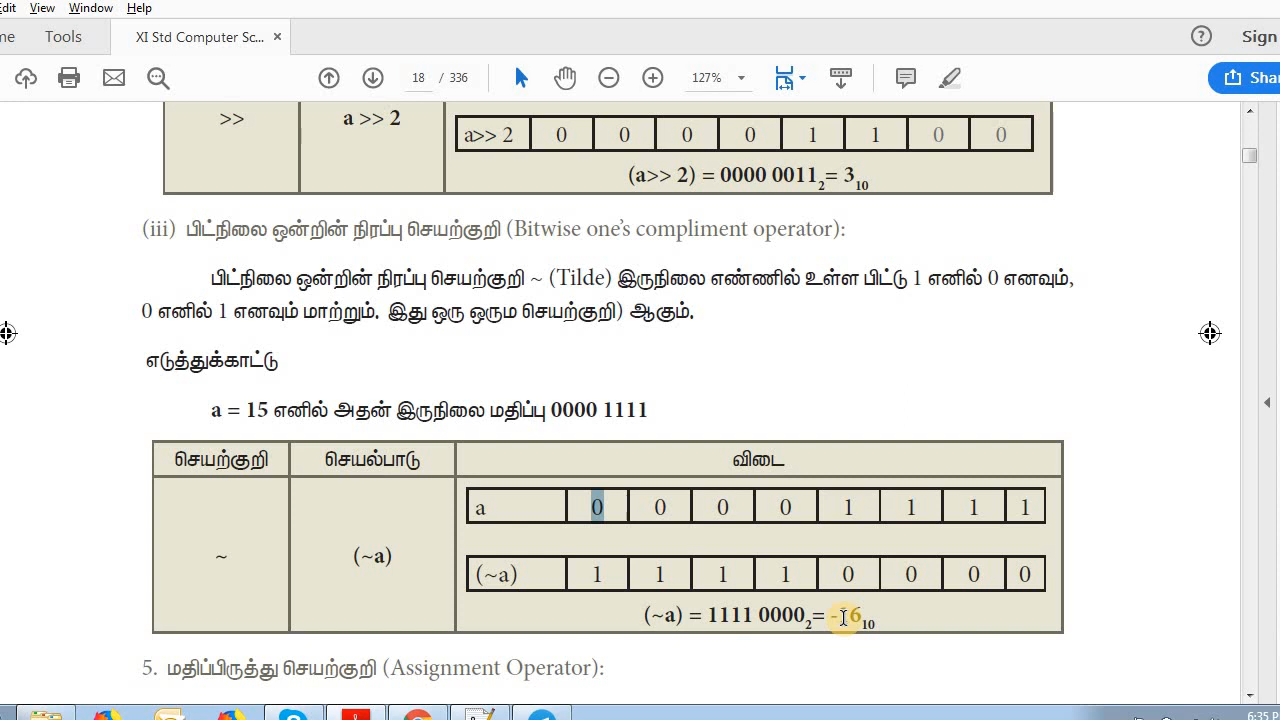 Edit View Window Help
me Tools XI Std Computer Sc... × ? Sign
18 / 336 127% Shar
>> a >> 2 a>> 2 0 0 0 0 1 1 0 0
(a>> 2) = 0000 0011₂= 3₁₀
(iii) பிட்நிலை ஒன்றின் நிரப்பு செயற்குறி (Bitwise one's compliment operator):
பிட்நிலை ஒன்றின் நிரப்பு செயற்குறி ~ (Tilde) இருநிலை எண்ணில் உள்ள பிட்டு 1 எனில் 0 எனவும்,
0 எனில் 1 எனவும் மாற்றும். இது ஒரு ஒரும செயற்குறி) ஆகும்.
எடுத்துக்காட்டு
a = 15 எனில் அதன் இருநிலை மதிப்பு 0000 1111
செயற்குறி செயல்பாடு விடை
a 0 0 0 0 1 1 1 1
~ (~a) (~a) 1 1 1 1 0 0 0 0
(~a) = 1111 0000₂= -16₁₀
5. மதிப்பிருத்து செயற்குறி (Assignment Operator):
6:35 P